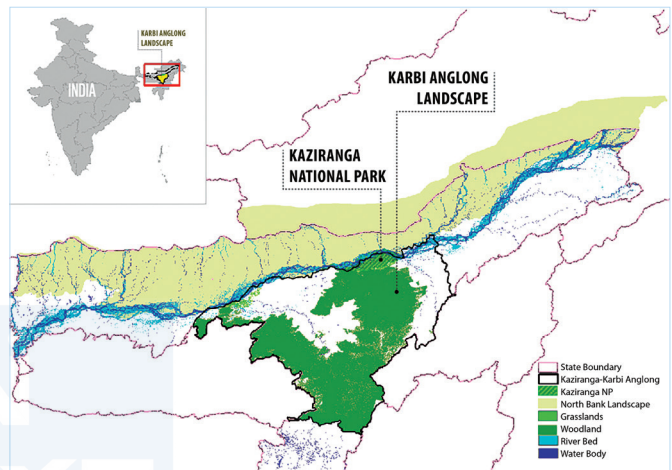 KARBI ANGLONG
LANDSCAPE
INDIA
KARBI ANGLONG
LANDSCAPE
KAZIRANGA
NATIONAL PARK
State Boundary
Kaziranga-Karbi Anglong
Kaziranga NP
North Bank Landscape
Grasslands
Woodland
River Bed
Water Body